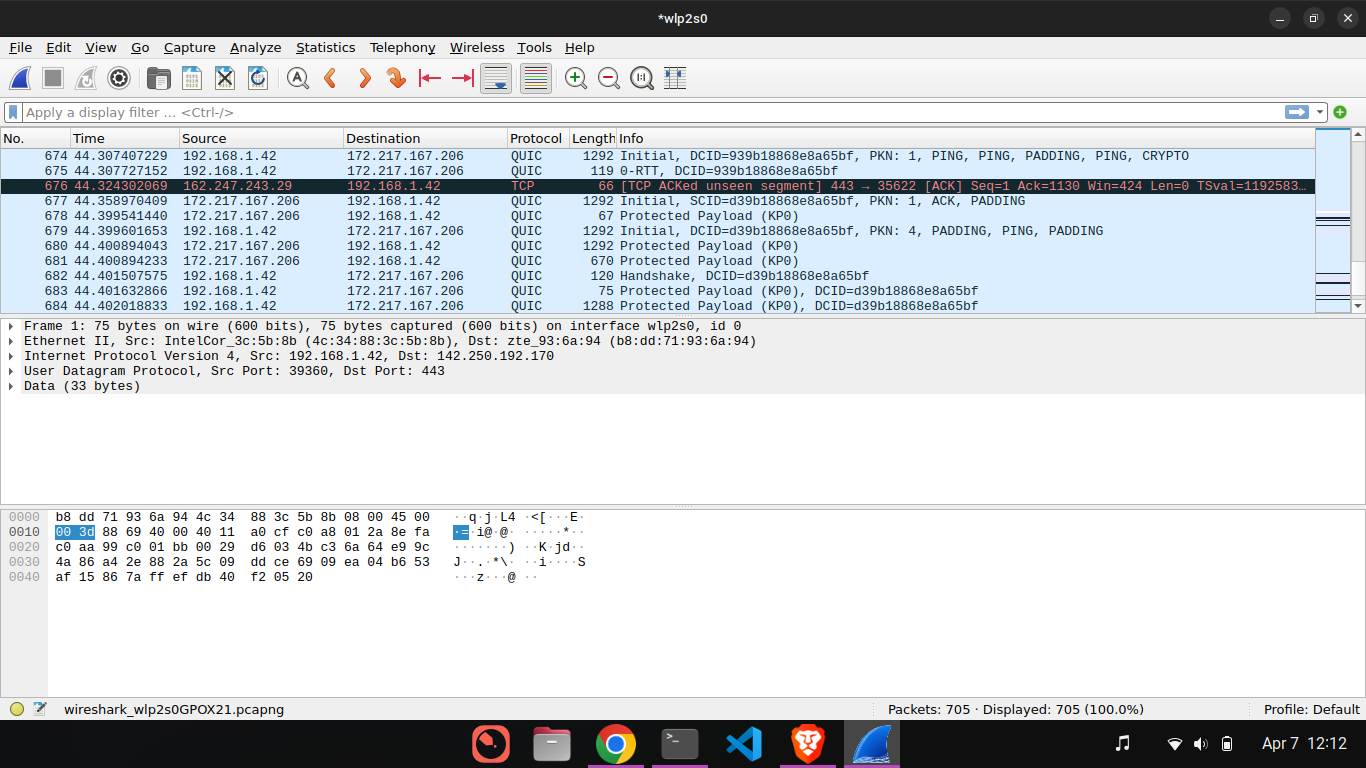 *wlp2s0
File Edit View Go Capture Analyze Statistics Telephony Wireless Tools Help
Apply a display filter … <Ctrl-/>
No. Time Source Destination Protocol Length Info
674 44.307407229 192.168.1.42 172.217.167.206 QUIC 1292 Initial, DCID=939b18868e8a65bf, PKN: 1, PING, PING, PADDING, PING, CRYPTO
675 44.307727152 192.168.1.42 172.217.167.206 QUIC 119 0-RTT, DCID=939b18868e8a65bf
676 44.324302069 162.247.243.29 192.168.1.42 TCP 66 [TCP ACKed unseen segment] 443 → 35622 [ACK] Seq=1 Ack=1130 Win=424 Len=0 TSval=1192583…
677 44.358970409 172.217.167.206 192.168.1.42 QUIC 1292 Initial, SCID=d39b18868e8a65bf, PKN: 1, ACK, PADDING
678 44.399541440 172.217.167.206 192.168.1.42 QUIC 67 Protected Payload (KP0)
679 44.399601653 192.168.1.42 172.217.167.206 QUIC 1292 Initial, DCID=d39b18868e8a65bf, PKN: 4, PADDING, PING, PADDING
680 44.400894043 172.217.167.206 192.168.1.42 QUIC 1292 Protected Payload (KP0)
681 44.400894233 172.217.167.206 192.168.1.42 QUIC 670 Protected Payload (KP0)
682 44.401507575 192.168.1.42 172.217.167.206 QUIC 120 Handshake, DCID=d39b18868e8a65bf
683 44.401632866 192.168.1.42 172.217.167.206 QUIC 75 Protected Payload (KP0), DCID=d39b18868e8a65bf
684 44.402018833 192.168.1.42 172.217.167.206 QUIC 1288 Protected Payload (KP0), DCID=d39b18868e8a65bf
Frame 1: 75 bytes on wire (600 bits), 75 bytes captured (600 bits) on interface wlp2s0, id 0
Ethernet II, Src: IntelCor_3c:5b:8b (4c:34:88:3c:5b:8b), Dst: zte_93:6a:94 (b8:dd:71:93:6a:94)
Internet Protocol Version 4, Src: 192.168.1.42, Dst: 142.250.192.170
User Datagram Protocol, Src Port: 39360, Dst Port: 443
Data (33 bytes)
0000 b8 dd 71 93 6a 94 4c 34 88 3c 5b 8b 08 00 45 00 ··q·j·L4 ·<[···E·
0010 00 3d 88 69 40 00 40 11 a0 cf c0 a8 01 2a 8e fa ·=·i@·@· ·····*··
0020 c0 aa 99 c0 01 bb 00 29 d6 03 4b c3 6a 64 e9 9c ·······) ··K·jd··
0030 4a 86 a4 2e 88 2a 5c 09 dd ce 69 09 ea 04 b6 53 J··.·*\· ··i····S
0040 af 15 86 7a ff ef db 40 f2 05 20 ···z···@ ··
wireshark_wlp2s0GPOX21.pcapng Packets: 705 · Displayed: 705 (100.0%) Profile: Default
Apr 7 12:12